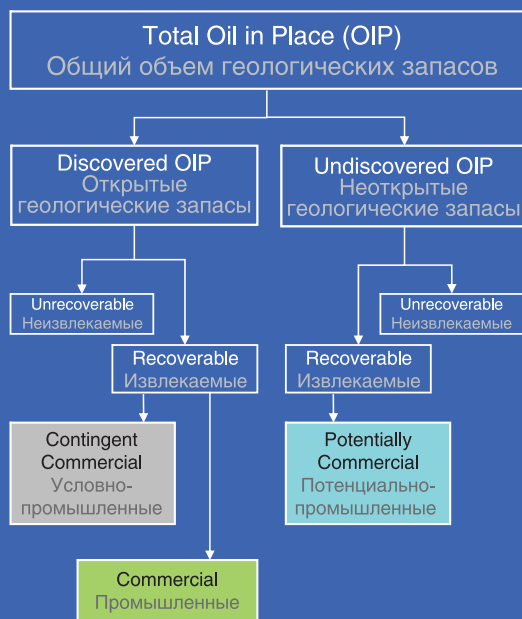 Total Oil in Place (OIP)
Общий объем геологических запасов
Discovered OIP
Открытые
геологические запасы
Undiscovered OIP
Неоткрытые
геологические запасы
Unrecoverable
Неизвлекаемые
Unrecoverable
Неизвлекаемые
Recoverable
Извлекаемые
Recoverable
Извлекаемые
Contingent
Commercial
Условно-
промышленные
Potentially
Commercial
Потенциально-
промышленные
Commercial
Промышленные